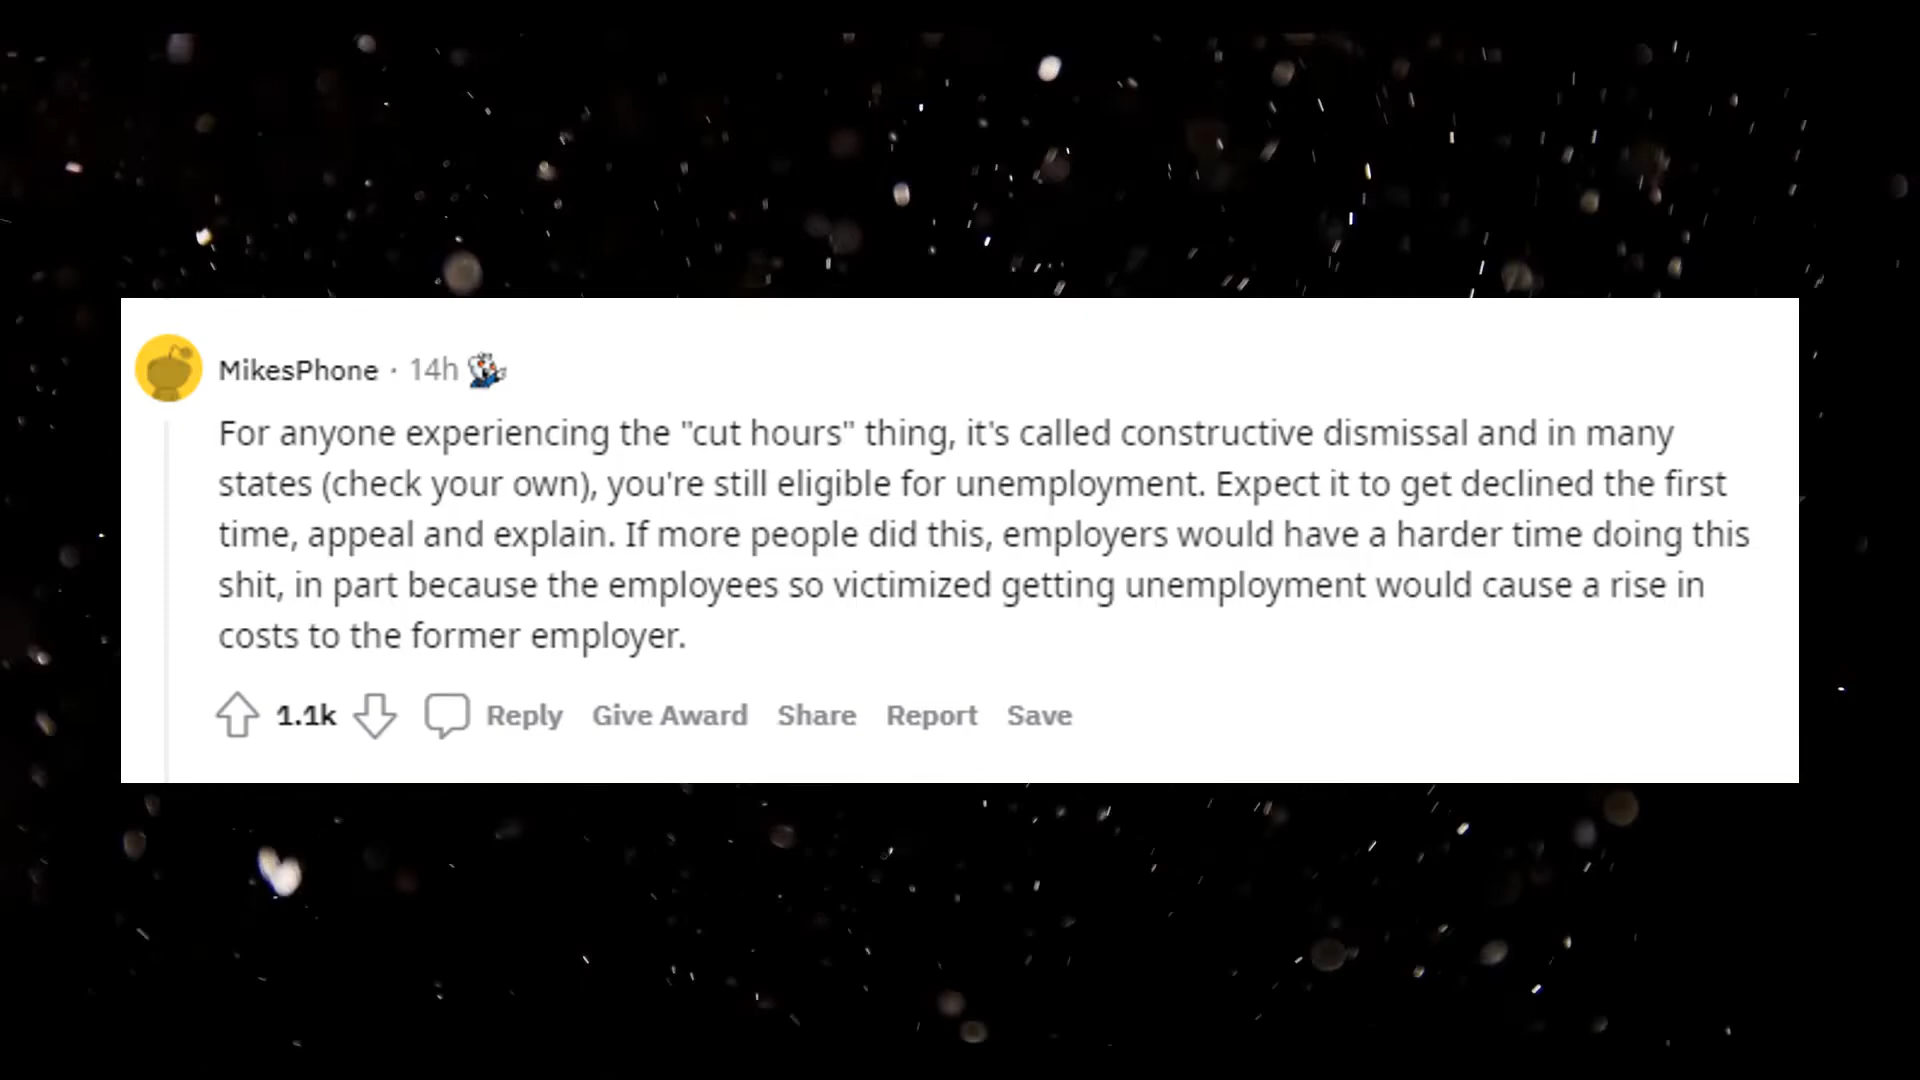 MikesPhone · 14h
For anyone experiencing the "cut hours" thing, it's called constructive dismissal and in many
states (check your own), you're still eligible for unemployment. Expect it to get declined the first
time, appeal and explain. If more people did this, employers would have a harder time doing this
shit, in part because the employees so victimized getting unemployment would cause a rise in
costs to the former employer.
1.1k Reply Give Award Share Report Save